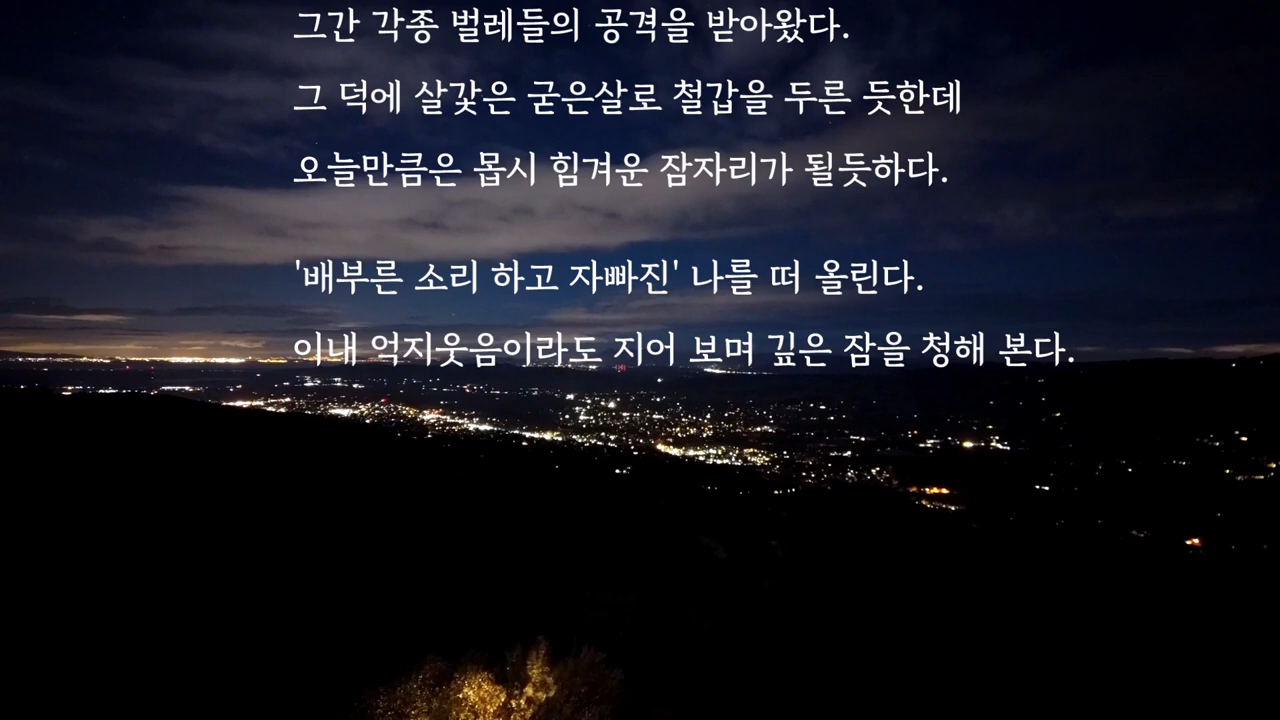 그간 각종 벌레들의 공격을 받아왔다.
그 덕에 살갗은 굳은살로 철갑을 두른 듯한데
오늘만큼은 몹시 힘겨운 잠자리가 될듯하다.
'배부른 소리 하고 자빠진' 나를 떠 올린다.
이내 억지웃음이라도 지어 보며 깊은 잠을 청해 본다.